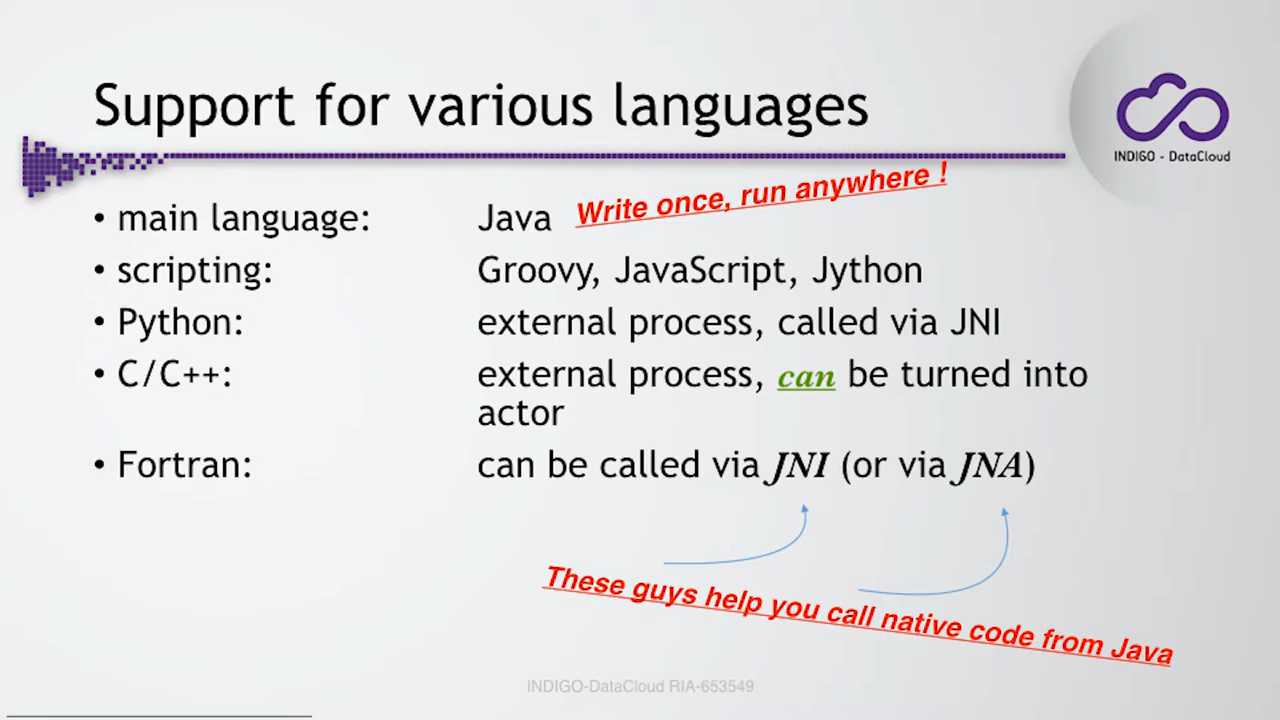 Support for various languages
INDIGO - DataCloud
Write once, run anywhere !
• main language: Java
• scripting: Groovy, JavaScript, Jython
• Python: external process, called via JNI
• C/C++: external process, can be turned into
actor
• Fortran: can be called via JNI (or via JNA)
These guys help you call native code from Java
INDIGO-DataCloud RIA-653549